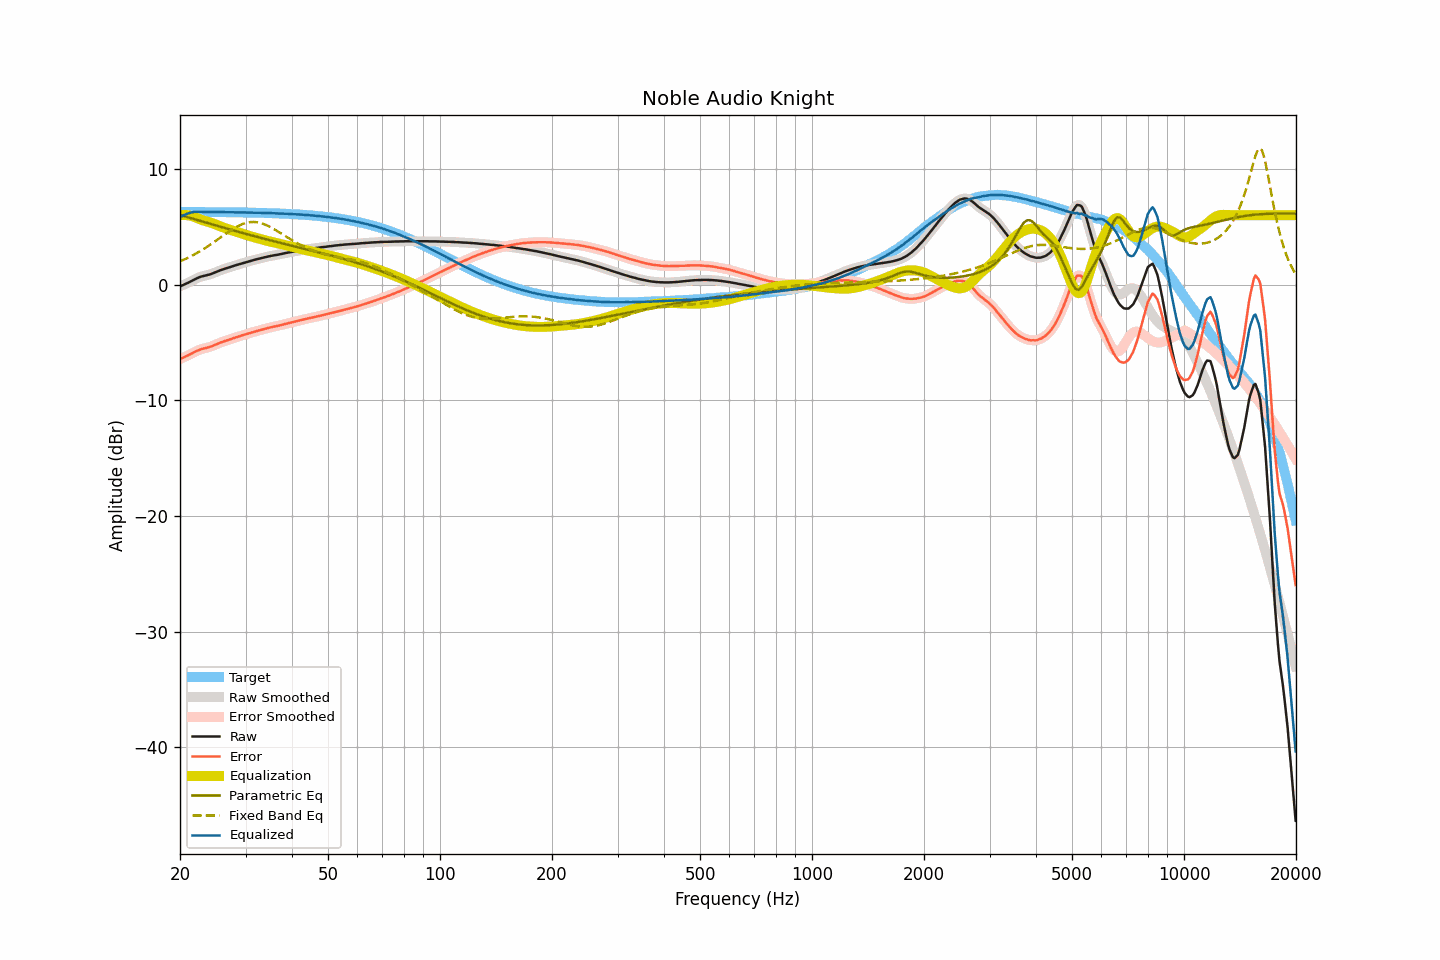 Noble Audio Knight
10
0
−10
−20
−30
−40
Amplitude (dBr)
Target
Raw Smoothed
Error Smoothed
Raw
Error
Equalization
Parametric Eq
Fixed Band Eq
Equalized
20 50 100 200 500 1000 2000 5000 10000 20000
Frequency (Hz)